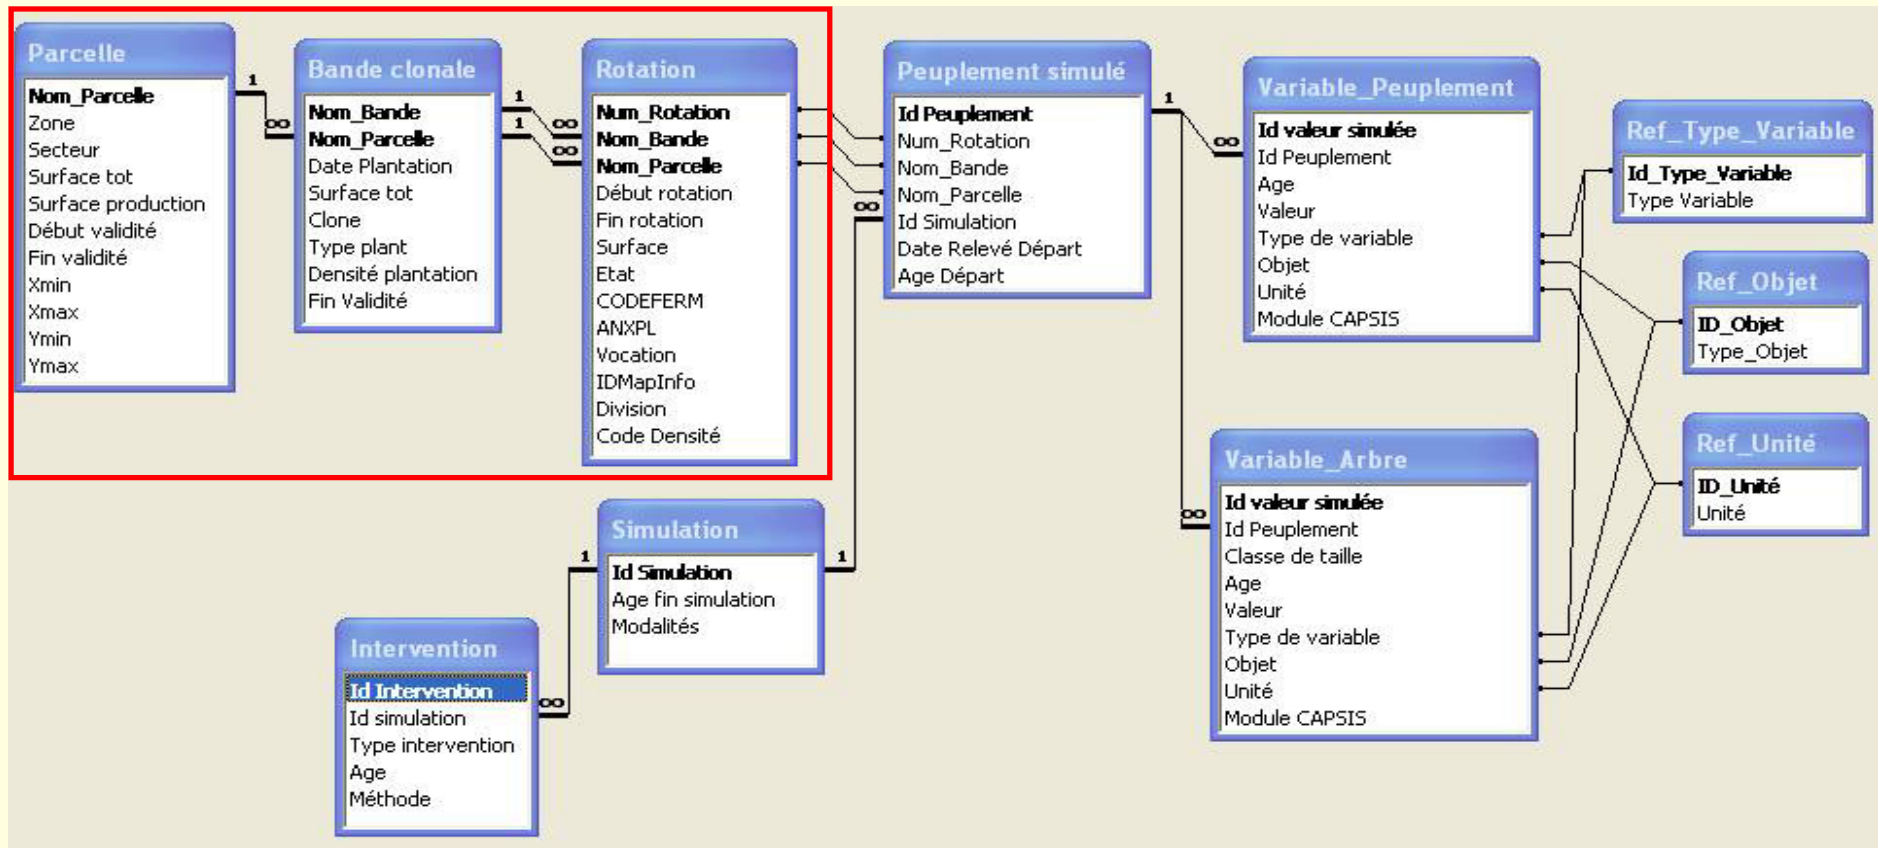 Parcelle
Nom_Parcelle
Zone
Secteur
Surface tot
Surface production
Début validité
Fin validité
Xmin
Xmax
Ymin
Ymax
1
∞
Bande clonale
Nom_Bande
Nom_Parcelle
Date Plantation
Surface tot
Clone
Type plant
Densité plantation
Fin Validité
1
1
∞
∞
Rotation
Num_Rotation
Nom_Bande
Nom_Parcelle
Début rotation
Fin rotation
Surface
Etat
CODEFERM
ANXPL
Vocation
IDMapInfo
Division
Code Densité
Peuplement simulé
Id Peuplement
Num_Rotation
Nom_Bande
Nom_Parcelle
Id Simulation
Date Relevé Départ
Age Départ
∞
1
∞
Variable_Peuplement
Id valeur simulée
Id Peuplement
Age
Valeur
Type de variable
Objet
Unité
Module CAPSIS
Ref_Type_Variable
Id_Type_Variable
Type Variable
Ref_Objet
ID_Objet
Type_Objet
Ref_Unité
ID_Unité
Unité
∞
Variable_Arbre
Id valeur simulée
Id Peuplement
Classe de taille
Age
Valeur
Type de variable
Objet
Unité
Module CAPSIS
1
Simulation
Id Simulation
Age fin simulation
Modalités
1
∞
Intervention
Id Intervention
Id simulation
Type intervention
Age
Méthode